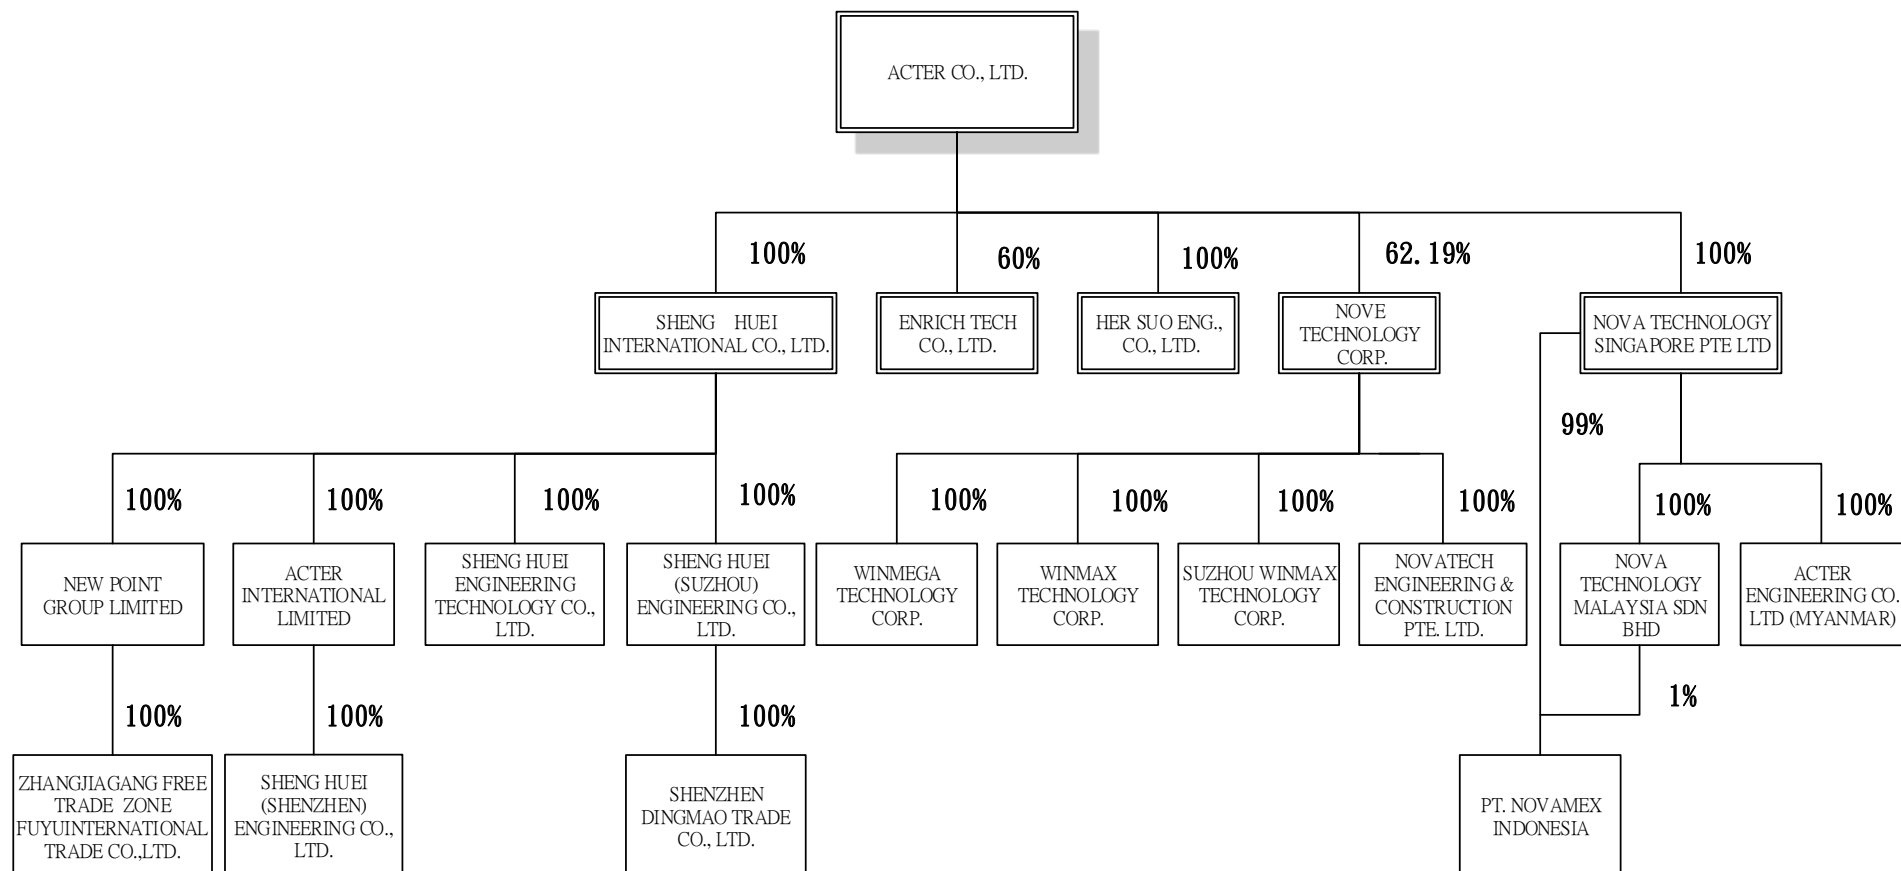 ACTER CO., LTD.
100%
60%
100%
62.19%
100%
SHENG HUEI
INTERNATIONAL CO., LTD.
ENRICH TECH
CO., LTD.
HER SUO ENG.,
CO., LTD.
NOVE
TECHNOLOGY
CORP.
NOVA TECHNOLOGY
SINGAPORE PTE LTD
99%
100%
100%
100%
100%
100%
100%
100%
100%
100%
100%
NEW POINT
GROUP LIMITED
ACTER
INTERNATIONAL
LIMITED
SHENG HUEI
ENGINEERING
TECHNOLOGY CO.,
LTD.
SHENG HUEI
(SUZHOU)
ENGINEERING CO.,
LTD.
WINMEGA
TECHNOLOGY
CORP.
WINMAX
TECHNOLOGY
CORP.
SUZHOU WINMAX
TECHNOLOGY
CORP.
NOVATECH
ENGINEERING &
CONSTRUCTION
PTE. LTD.
NOVA
TECHNOLOGY
MALAYSIA SDN
BHD
ACTER
ENGINEERING CO.
LTD (MYANMAR)
100%
100%
100%
1%
ZHANGJIAGANG FREE
TRADE ZONE
FUYUINTERNATIONAL
TRADE CO.,LTD.
SHENG HUEI
(SHENZHEN)
ENGINEERING CO.,
LTD.
SHENZHEN
DINGMAO TRADE
CO., LTD.
PT. NOVAMEX
INDONESIA